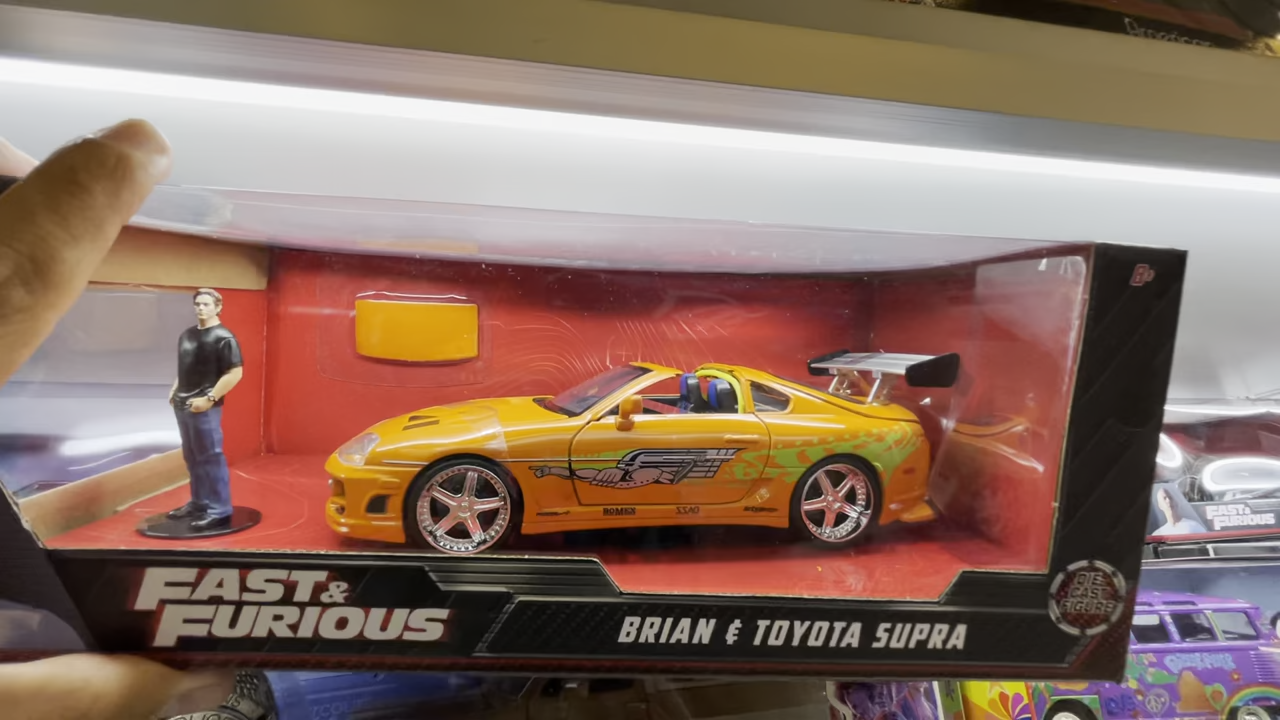 8+
FAST &
FURIOUS
BRIAN & TOYOTA SUPRA
DIE
CAST
FIGURE
BOMEX
FAST &
FURIOUS